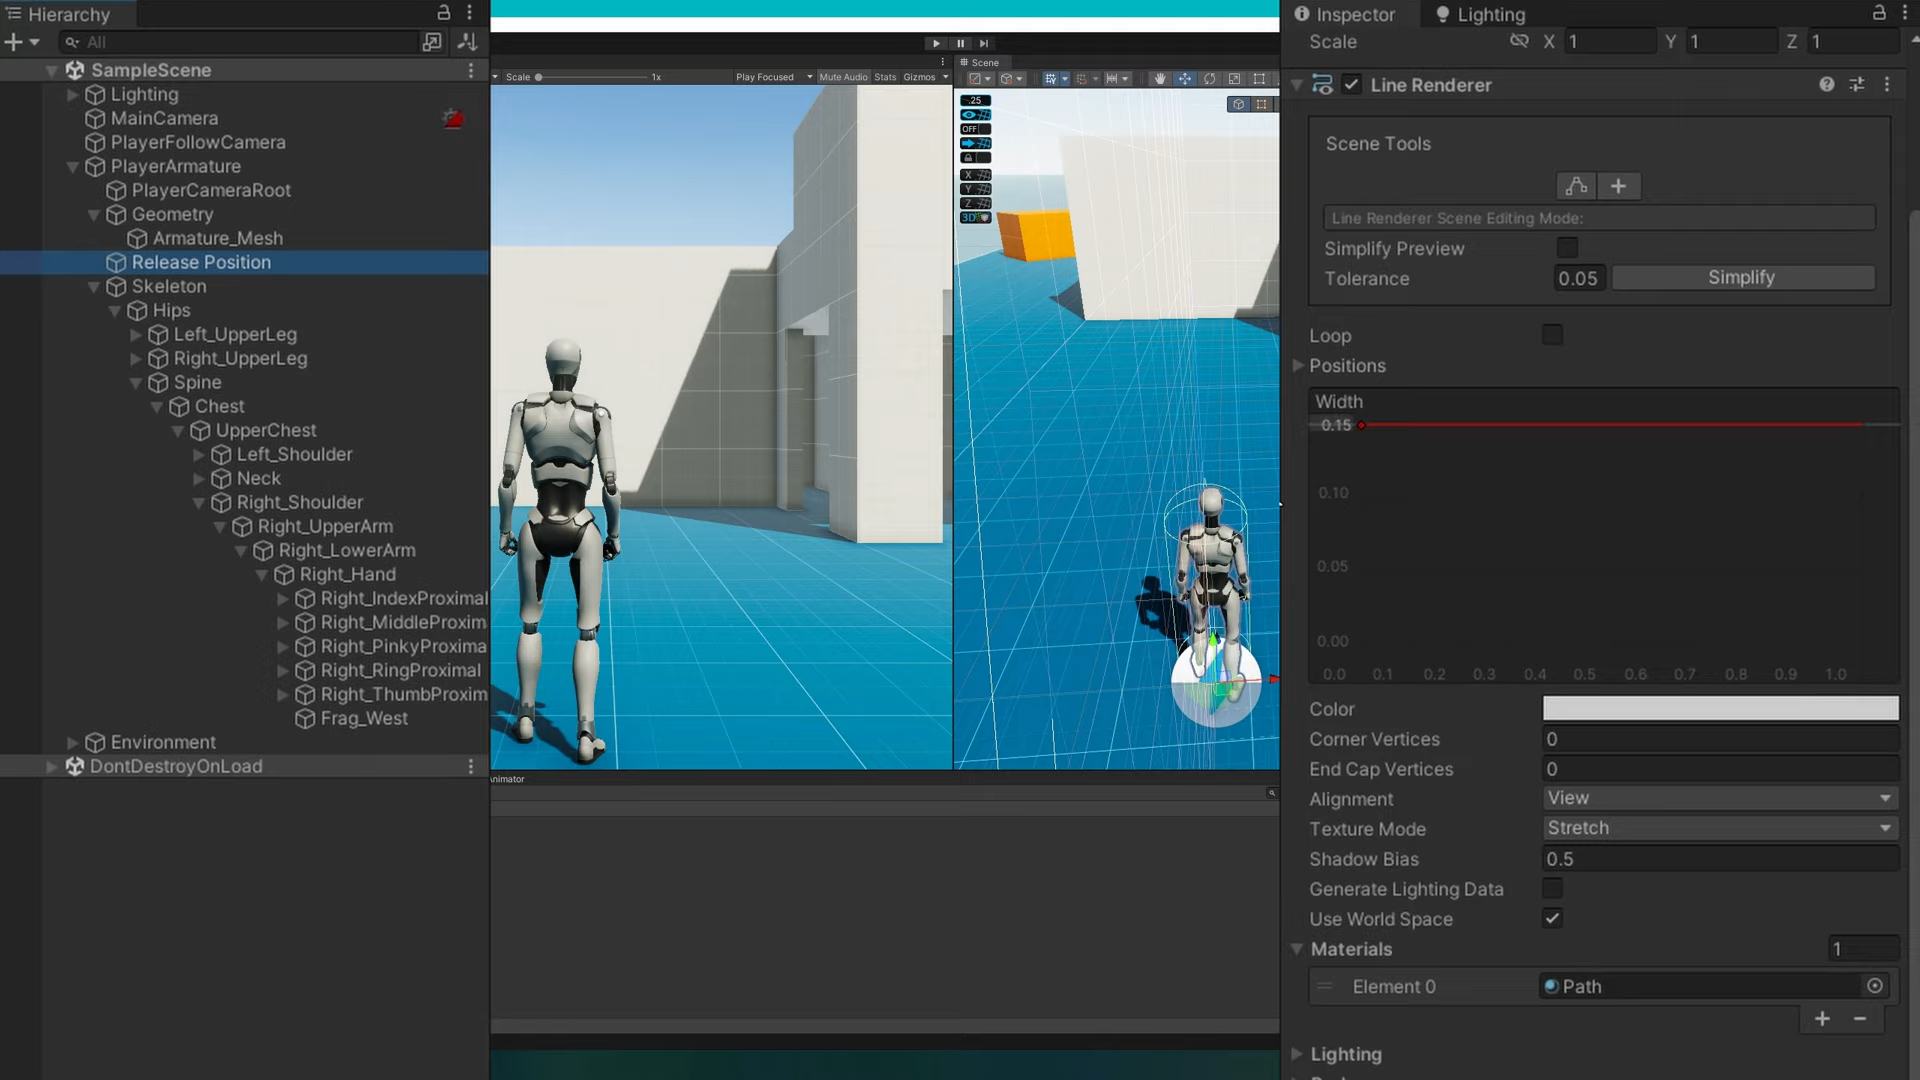 Hierarchy
All
SampleScene
Lighting
MainCamera
PlayerFollowCamera
PlayerArmature
PlayerCameraRoot
Geometry
Armature_Mesh
Release Position
Skeleton
Hips
Left_UpperLeg
Right_UpperLeg
Spine
Chest
UpperChest
Left_Shoulder
Neck
Right_Shoulder
Right_UpperArm
Right_LowerArm
Right_Hand
Right_IndexProximal
Right_MiddleProxim
Right_PinkyProxima
Right_RingProximal
Right_ThumbProxim
Frag_West
Environment
DontDestroyOnLoad
Scale 1x Play Focused Mute Audio Stats Gizmos
Scene
.25
OFF
X
Y
Z
3D
nimator
Inspector Lighting
Scale X 1 Y 1 Z 1
Line Renderer
Scene Tools
Line Renderer Scene Editing Mode:
Simplify Preview
Tolerance 0.05 Simplify
Loop
Positions
Width
0.15
0.10
0.05
0.00
0.0 0.1 0.2 0.3 0.4 0.5 0.6 0.7 0.8 0.9 1.0
Color
Corner Vertices 0
End Cap Vertices 0
Alignment View
Texture Mode Stretch
Shadow Bias 0.5
Generate Lighting Data
Use World Space
Materials 1
Element 0 Path
Lighting